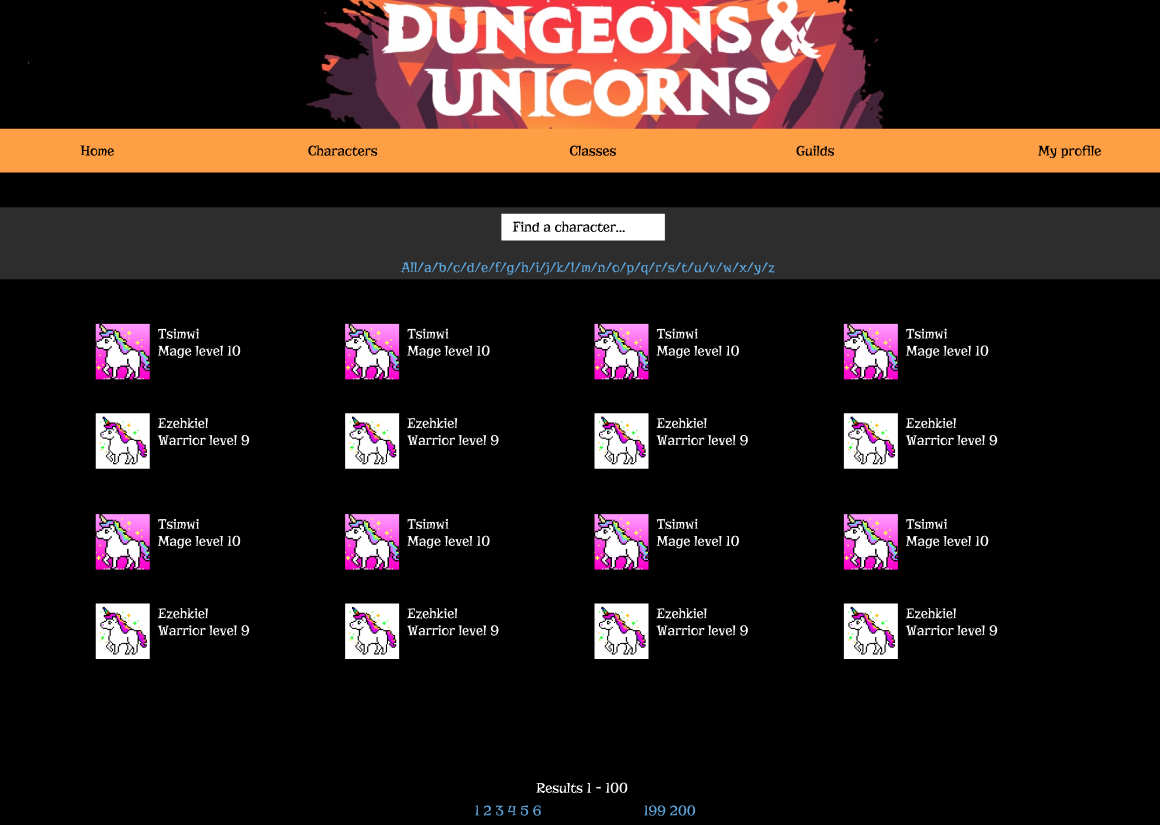 DUNGEONS &
UNICORNS
Home Characters Classes Guilds My profile
Find a character...
All/a/b/c/d/e/f/g/h/i/j/k/l/m/n/o/p/q/r/s/t/u/v/w/x/y/z
Tsimwi Tsimwi Tsimwi Tsimwi
Mage level 10 Mage level 10 Mage level 10 Mage level 10
Ezehkiel Ezehkiel Ezehkiel Ezehkiel
Warrior level 9 Warrior level 9 Warrior level 9 Warrior level 9
Tsimwi Tsimwi Tsimwi Tsimwi
Mage level 10 Mage level 10 Mage level 10 Mage level 10
Ezehkiel Ezehkiel Ezehkiel Ezehkiel
Warrior level 9 Warrior level 9 Warrior level 9 Warrior level 9
Results 1 - 100
1 2 3 4 5 6 199 200